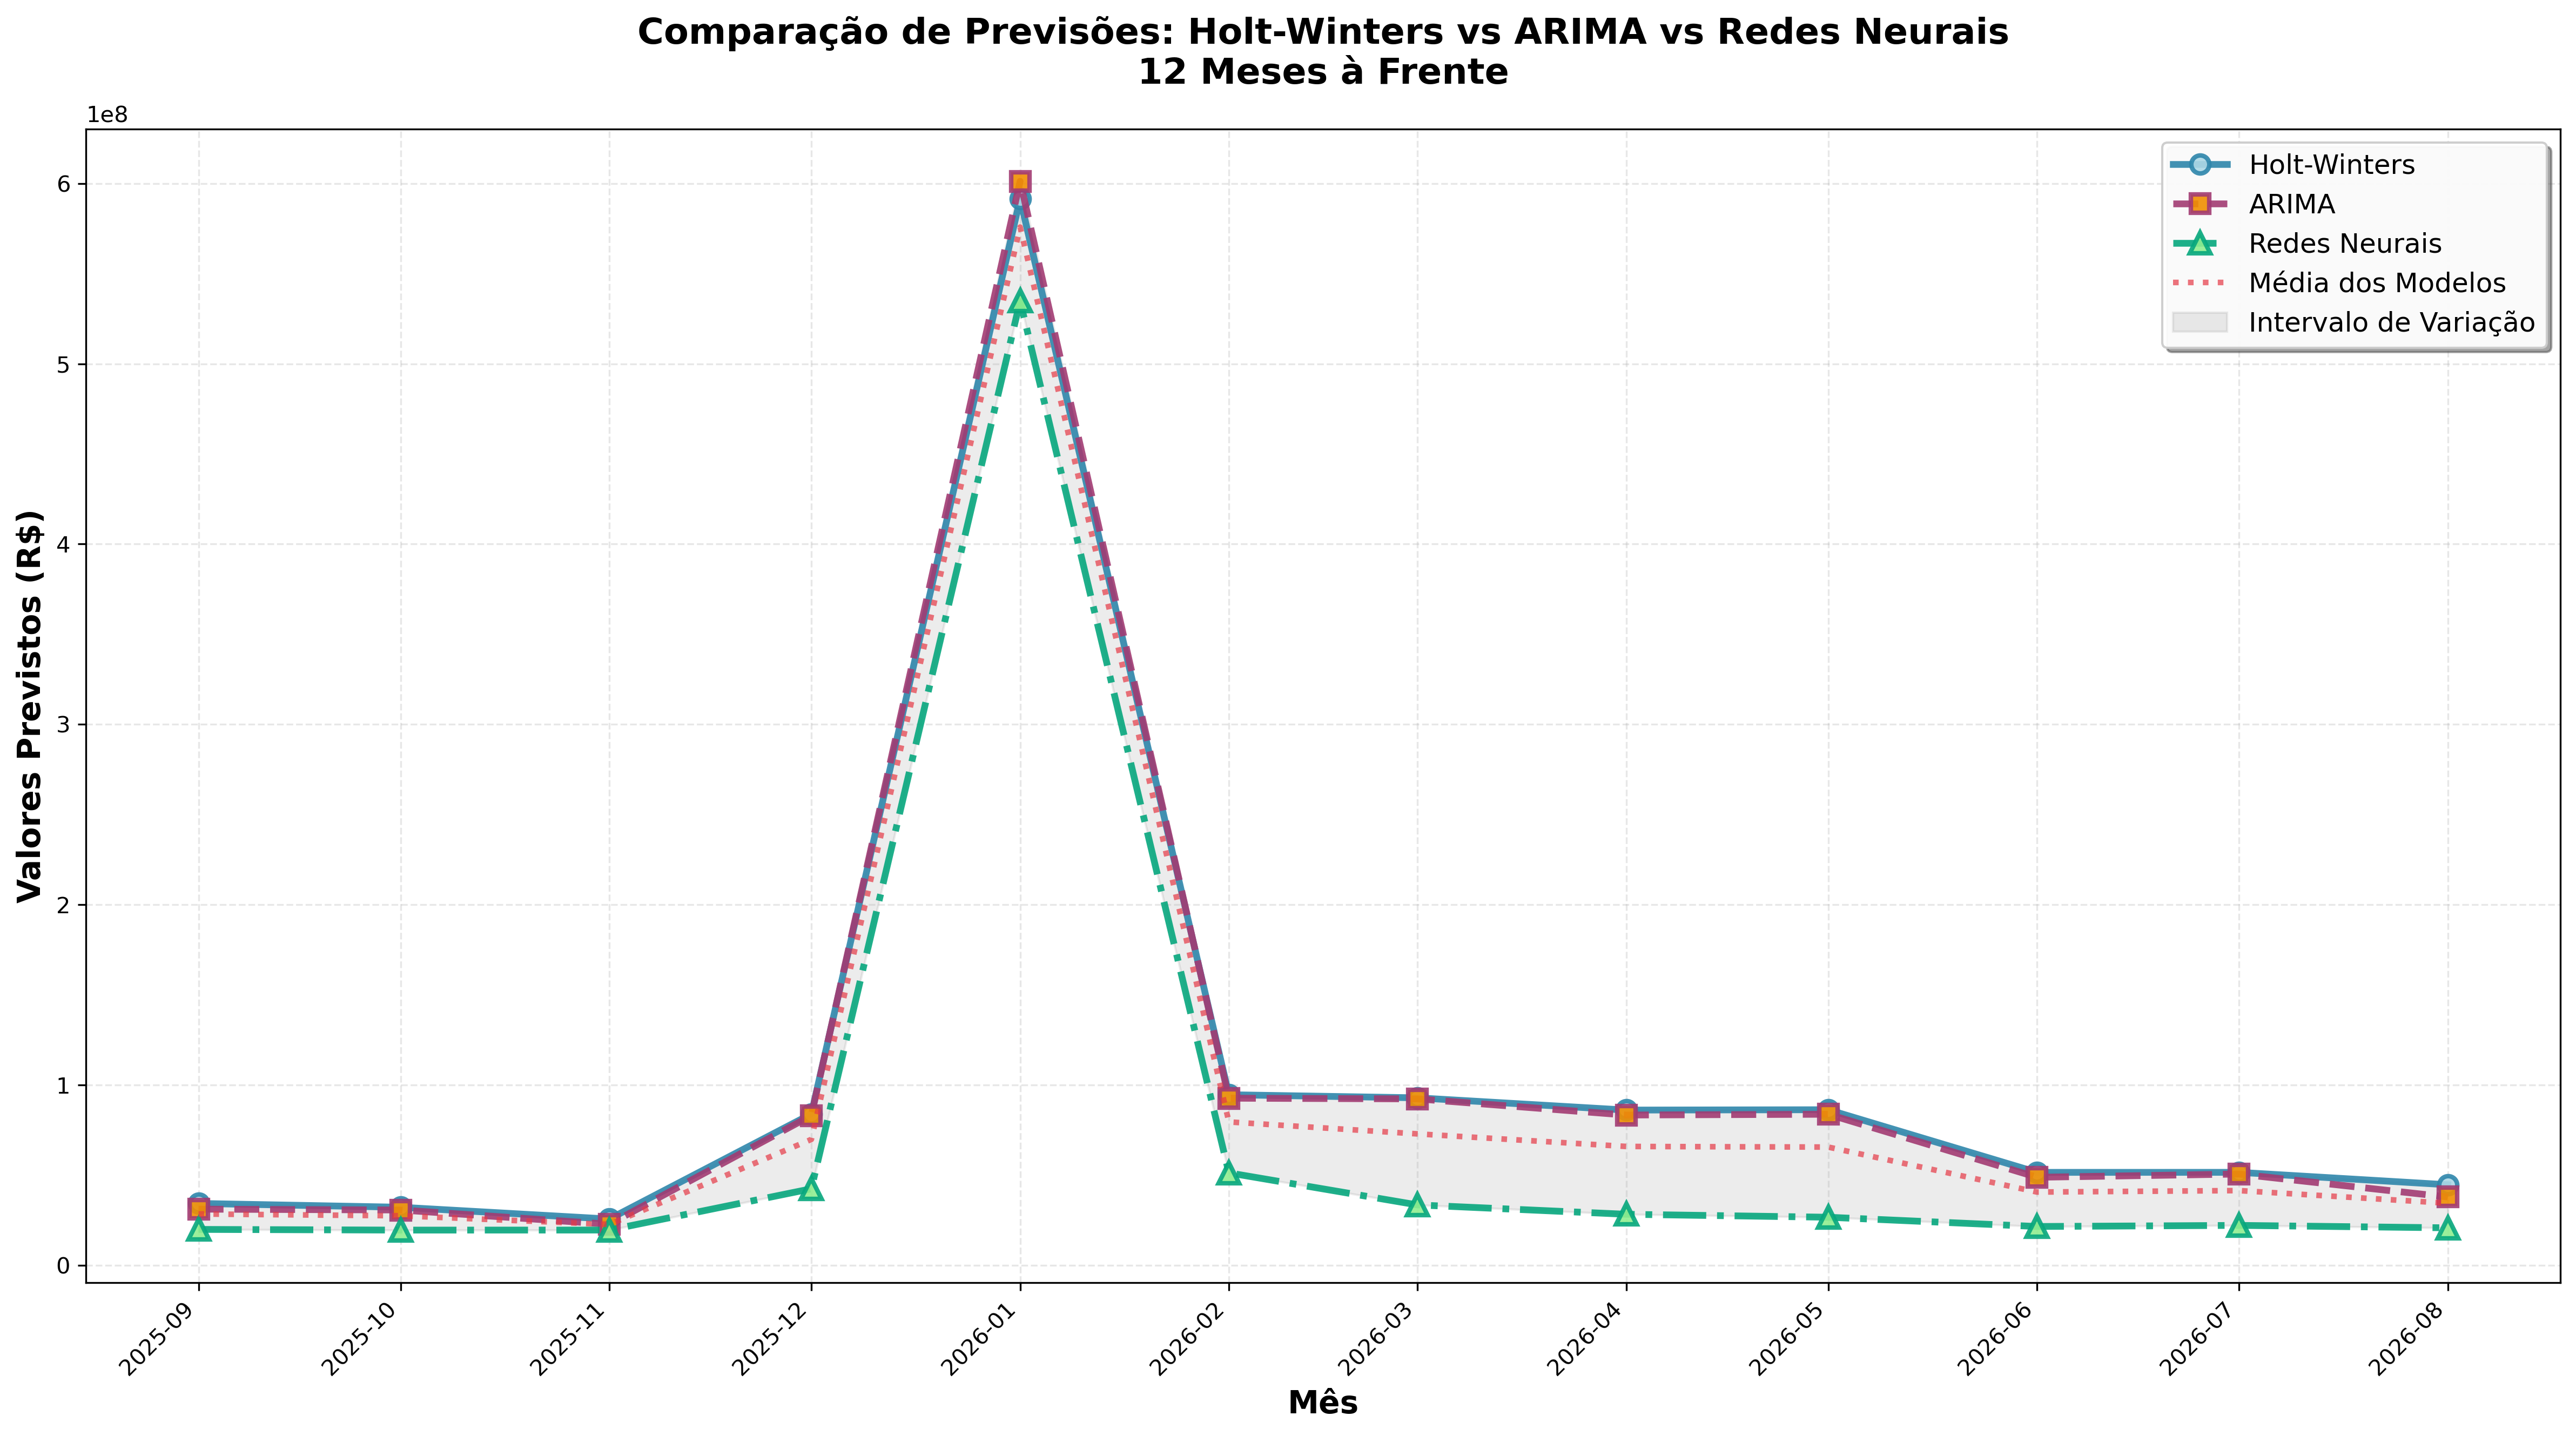 Comparação de Previsões: Holt-Winters vs ARIMA vs Redes Neurais
12 Meses à Frente
1e8
Holt-Winters
ARIMA
Redes Neurais
Média dos Modelos
Intervalo de Variação
Valores Previstos (R$)
6
5
4
3
2
1
0
2025-09
2025-10
2025-11
2025-12
2026-01
2026-02
2026-03
2026-04
2026-05
2026-06
2026-07
2026-08
Mês